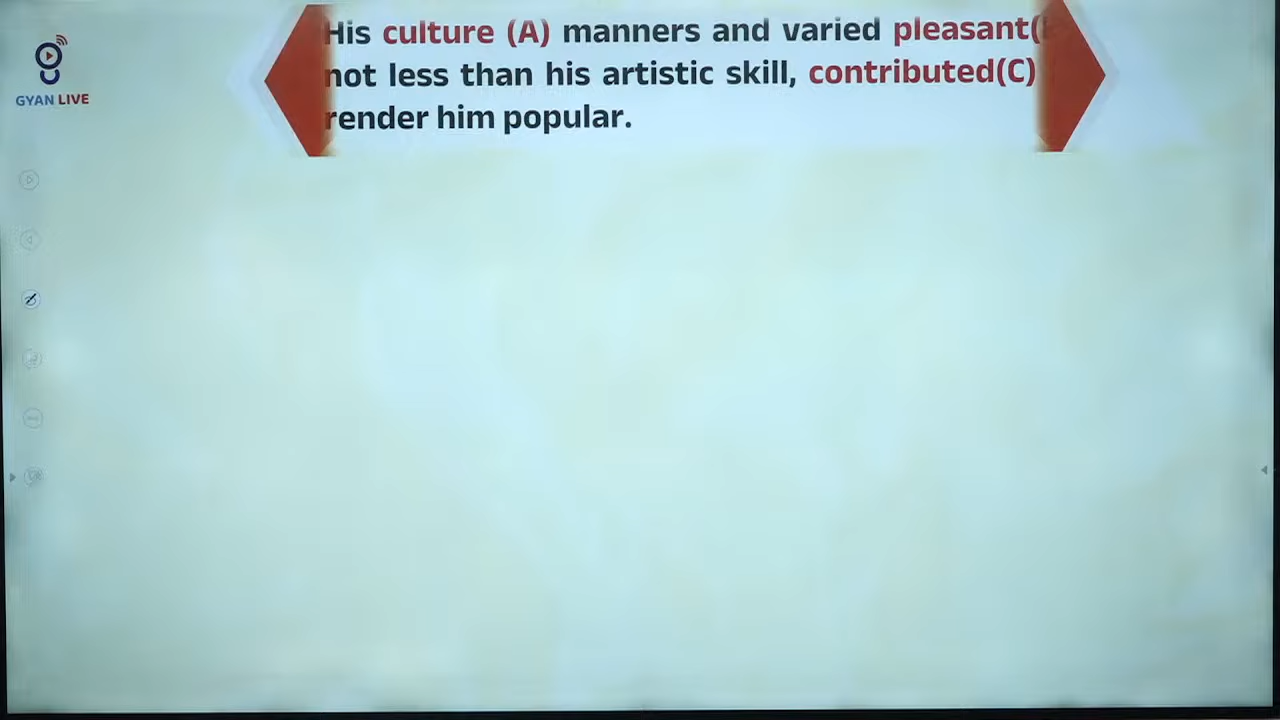 GYAN LIVE
His culture (A) manners and varied pleasant(
not less than his artistic skill, contributed(C)
render him popular.